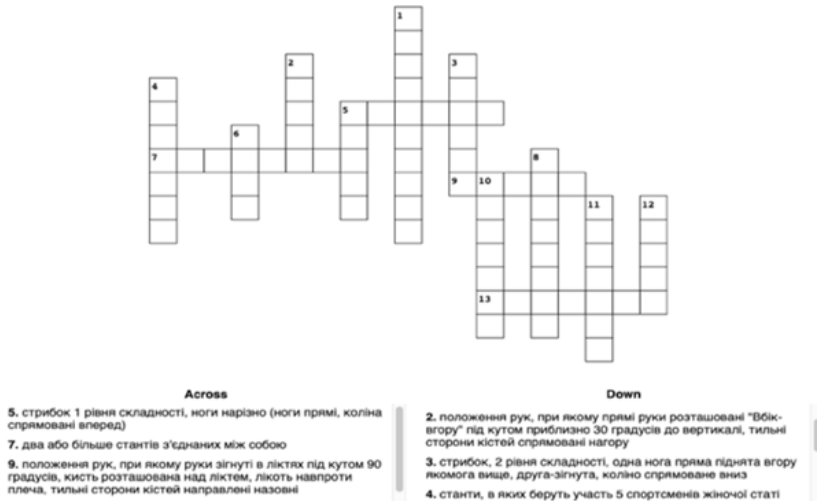 1
2
3
4
5
6
7
8
9
10
11
12
13
Across
5. стрибок 1 рівня складності, ноги нарізно (ноги прямі, коліна
спрямовані вперед)
7. два або більше стантів з'єднаних між собою
9. положення рук, при якому руки зігнуті в ліктях під кутом 90
градусів, кисть розташована над ліктем, лікоть навпроти
плеча, тильні сторони кістей направлені назовні
Down
2. положення рук, при якому прямі руки розташовані "Вбік-
вгору" під кутом приблизно 30 градусів до вертикалі, тильні
сторони кістей спрямовані нагору
3. стрибок, 2 рівня складності, одна нога пряма піднята вгору
якомога вище, друга-зігнута, коліно спрямоване вниз
4. станти, в яких беруть участь 5 спортсменів жіночої статі